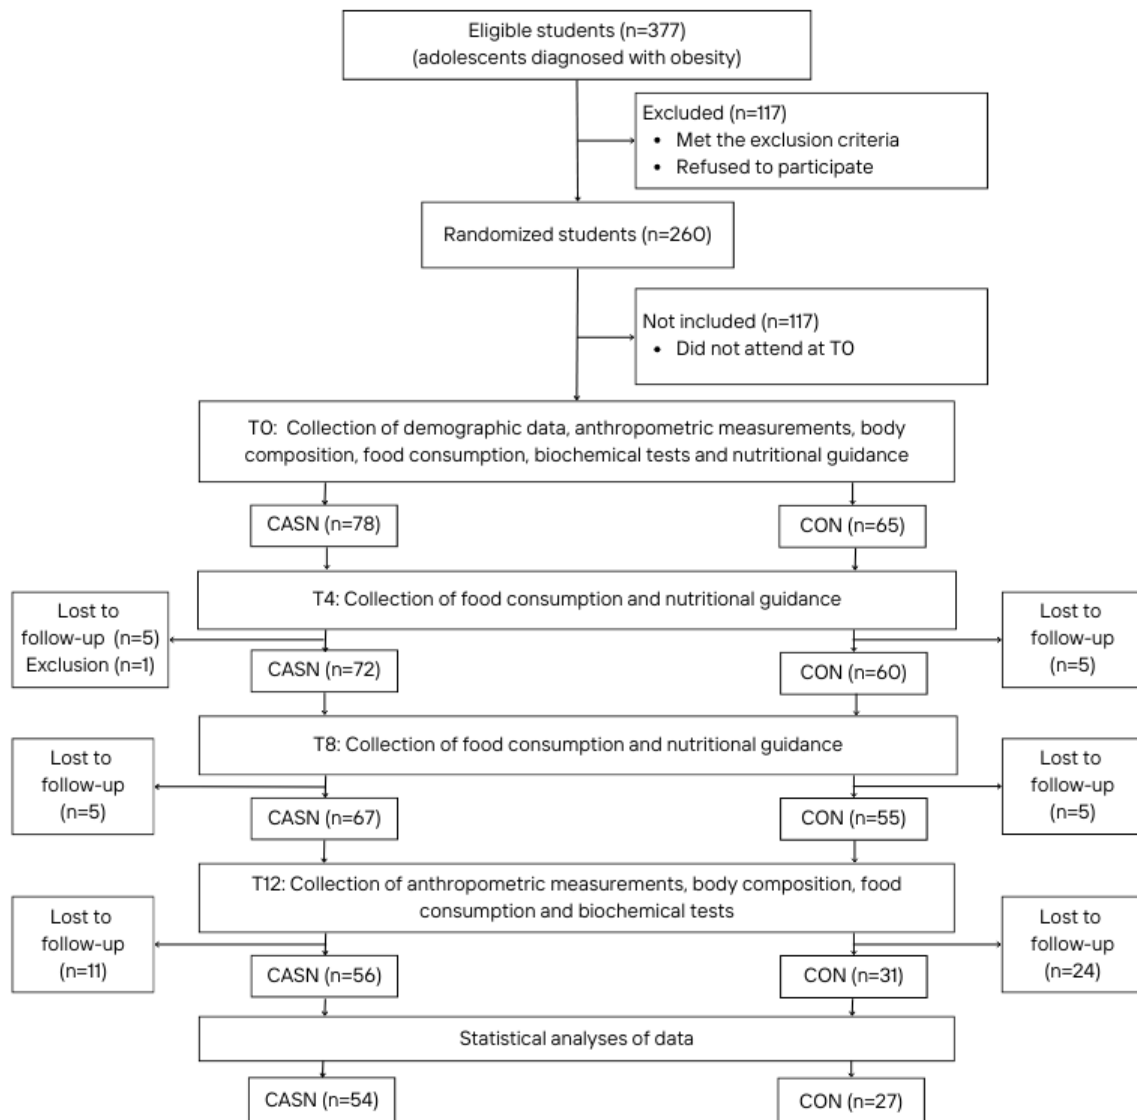 Eligible students (n=377)
(adolescents diagnosed with obesity)
Excluded (n=117)
• Met the exclusion criteria
• Refused to participate
Randomized students (n=260)
Not included (n=117)
• Did not attend at T0
T0: Collection of demographic data, anthropometric measurements, body
composition, food consumption, biochemical tests and nutritional guidance
CASN (n=78)
CON (n=65)
T4: Collection of food consumption and nutritional guidance
Lost to
follow-up (n=5)
Exclusion (n=1)
Lost to
follow-up
(n=5)
CASN (n=72)
CON (n=60)
T8: Collection of food consumption and nutritional guidance
Lost to
follow-up
(n=5)
Lost to
follow-up
(n=5)
CASN (n=67)
CON (n=55)
T12: Collection of anthropometric measurements, body composition, food
consumption and biochemical tests
Lost to
follow-up
(n=11)
Lost to
follow-up
(n=24)
CASN (n=56)
CON (n=31)
Statistical analyses of data
CASN (n=54)
CON (n=27)